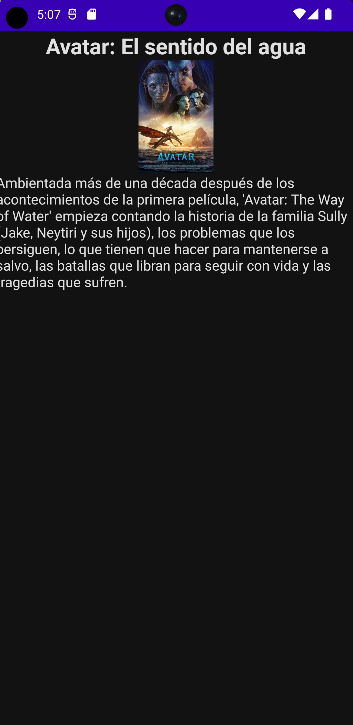 5:07
Avatar: El sentido del agua
AVATAR
Ambientada más de una década después de los
acontecimientos de la primera película, 'Avatar: The Way
of Water' empieza contando la historia de la familia Sully
(Jake, Neytiri y sus hijos), los problemas que los
persiguen, lo que tienen que hacer para mantenerse a
salvo, las batallas que libran para seguir con vida y las
tragedias que sufren.